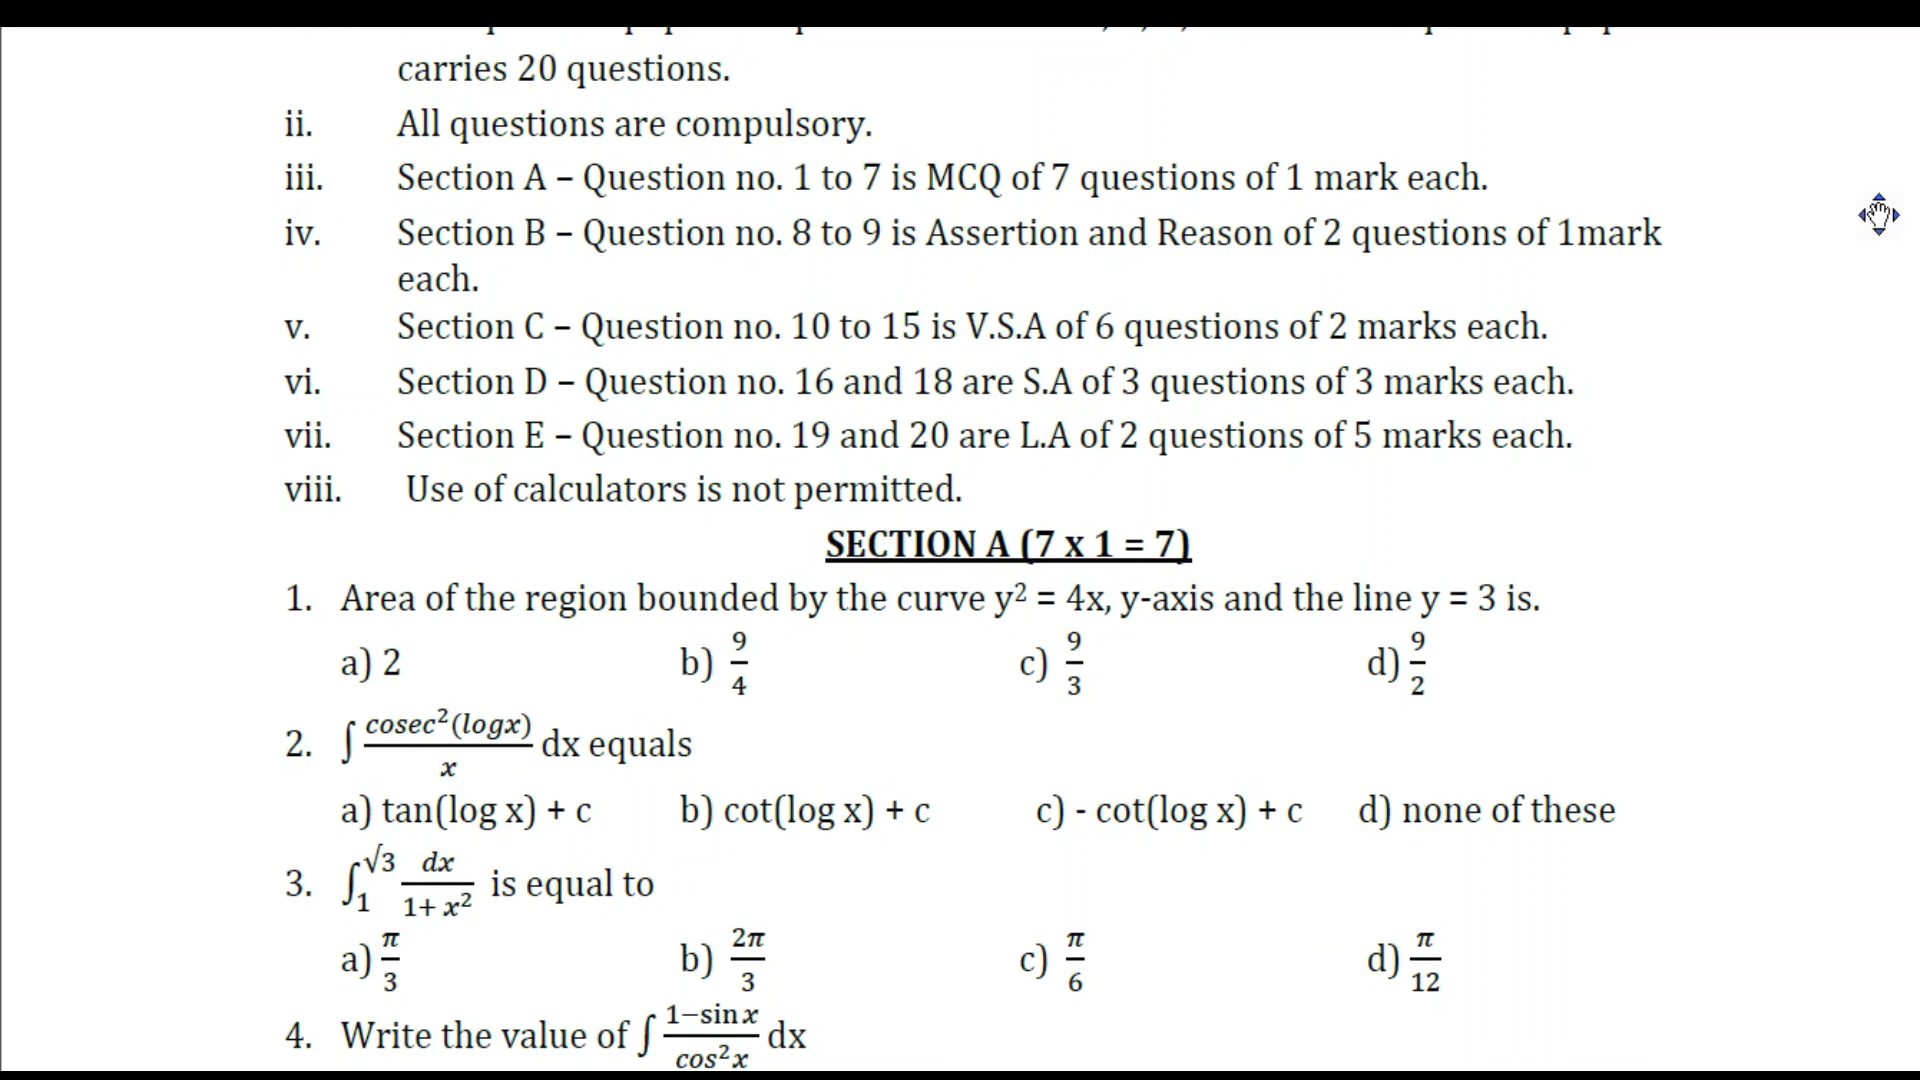 carries 20 questions.
ii. All questions are compulsory.
iii. Section A – Question no. 1 to 7 is MCQ of 7 questions of 1 mark each.
iv. Section B – Question no. 8 to 9 is Assertion and Reason of 2 questions of 1mark
each.
v. Section C – Question no. 10 to 15 is V.S.A of 6 questions of 2 marks each.
vi. Section D – Question no. 16 and 18 are S.A of 3 questions of 3 marks each.
vii. Section E – Question no. 19 and 20 are L.A of 2 questions of 5 marks each.
viii. Use of calculators is not permitted.
SECTION A (7 x 1 = 7)
1. Area of the region bounded by the curve y² = 4x, y-axis and the line y = 3 is.
a) 2 b) 9/4 c) 9/3 d) 9/2
2. ∫ cosec²(logx)/x dx equals
a) tan(log x) + c b) cot(log x) + c c) - cot(log x) + c d) none of these
3. ∫₁^√3 dx/(1+ x²) is equal to
a) π/3 b) 2π/3 c) π/6 d) π/12
4. Write the value of ∫ (1−sin x)/(cos²x) dx